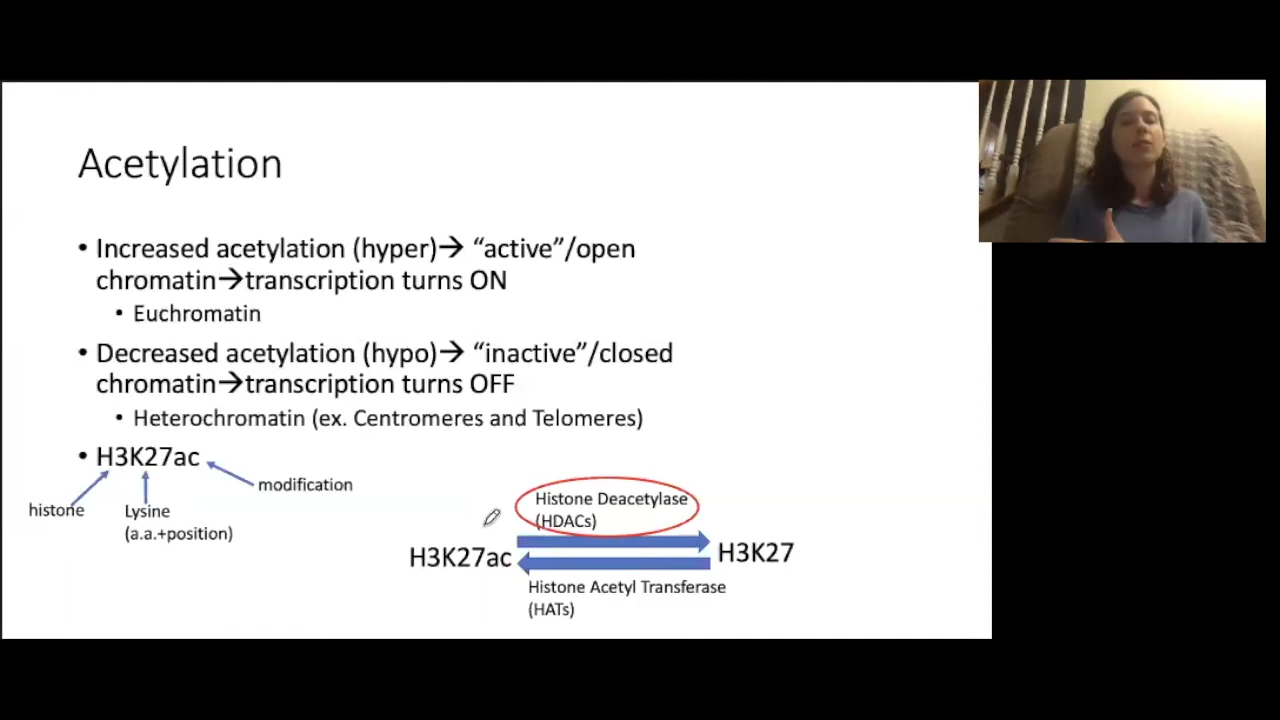 Acetylation
• Increased acetylation (hyper)→ “active”/open
chromatin→transcription turns ON
• Euchromatin
• Decreased acetylation (hypo)→ “inactive”/closed
chromatin→transcription turns OFF
• Heterochromatin (ex. Centromeres and Telomeres)
• H3K27ac
modification
histone
Lysine
(a.a.+position)
Histone Deacetylase
(HDACs)
H3K27ac
H3K27
Histone Acetyl Transferase
(HATs)